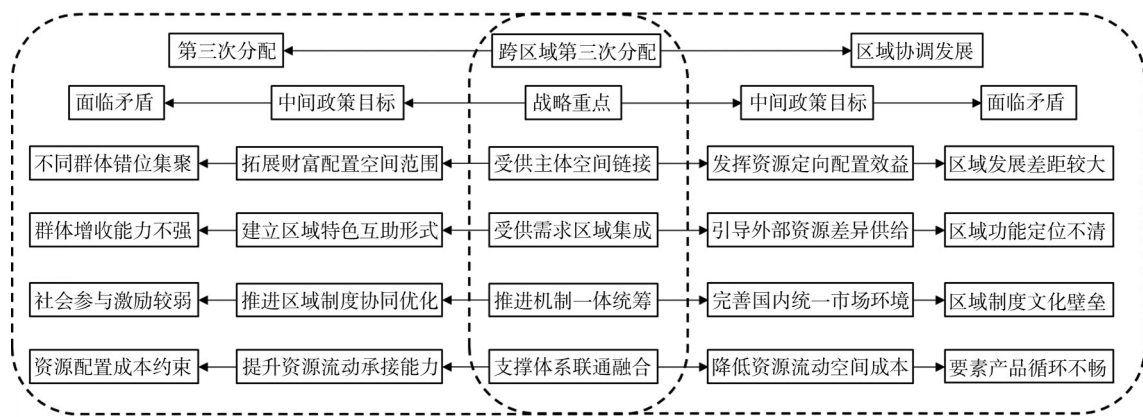 第三次分配
跨区域第三次分配
区域协调发展
面临矛盾
中间政策目标
战略重点
中间政策目标
面临矛盾
不同群体错位集聚
拓展财富配置空间范围
受供主体空间链接
发挥资源定向配置效益
区域发展差距较大
群体增收能力不强
建立区域特色互助形式
受供需求区域集成
引导外部资源差异供给
区域功能定位不清
社会参与激励较弱
推进区域制度协同优化
推进机制一体统筹
完善国内统一市场环境
区域制度文化壁垒
资源配置成本约束
提升资源流动承接能力
支撑体系联通融合
降低资源流动空间成本
要素产品循环不畅